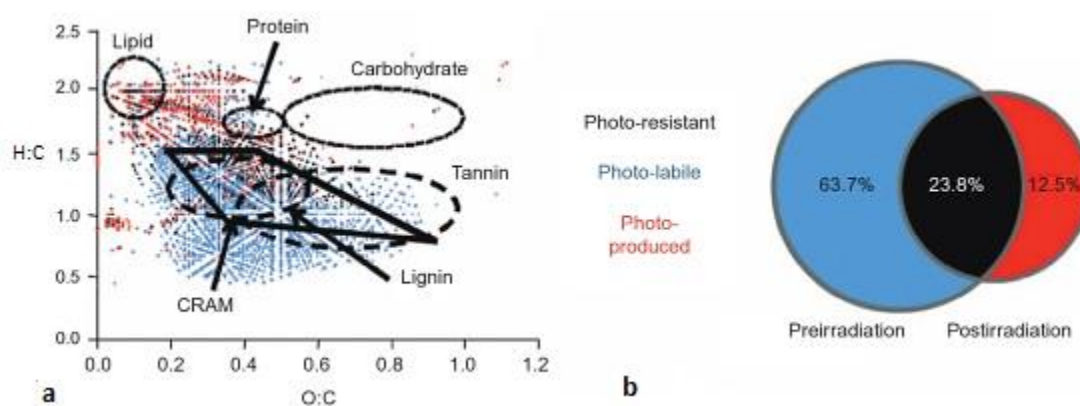 2.5
2.0
1.5
1.0
0.5
0.0
H:C
0.0
0.2
0.4
0.6
0.8
1.0
1.2
O:C
Lipid
Protein
Carbohydrate
Tannin
Lignin
CRAM
a
Photo-resistant
Photo-labile
Photo-
produced
63.7%
23.8%
12.5%
Preirradiation
Postirradiation
b